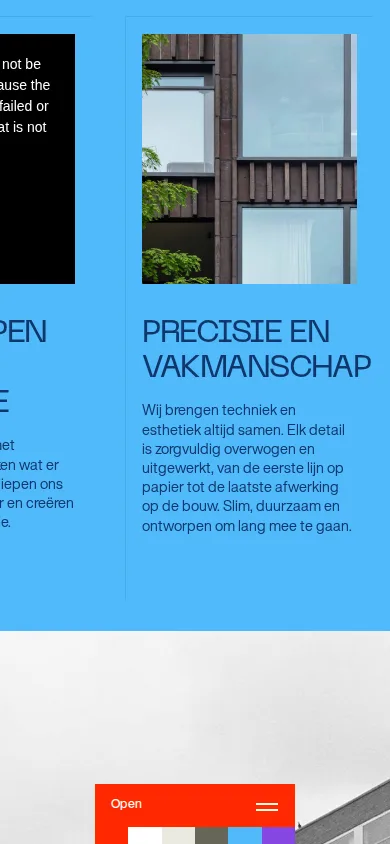 not be
ause the
failed or
at is not
PEN
E
net
ken wat er
iepen ons
r en creëren
e.
PRECISIE EN
VAKMANSCHAP
Wij brengen techniek en
esthetiek altijd samen. Elk detail
is zorgvuldig overwogen en
uitgewerkt, van de eerste lijn op
papier tot de laatste afwerking
op de bouw. Slim, duurzaam en
ontworpen om lang mee te gaan.
Open